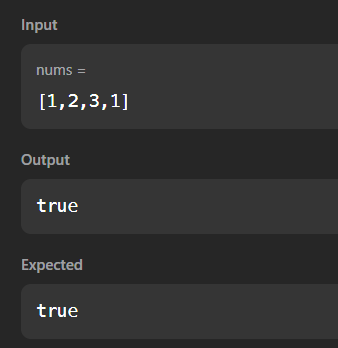 Input
nums =
[1,2,3,1]
Output
true
Expected
true